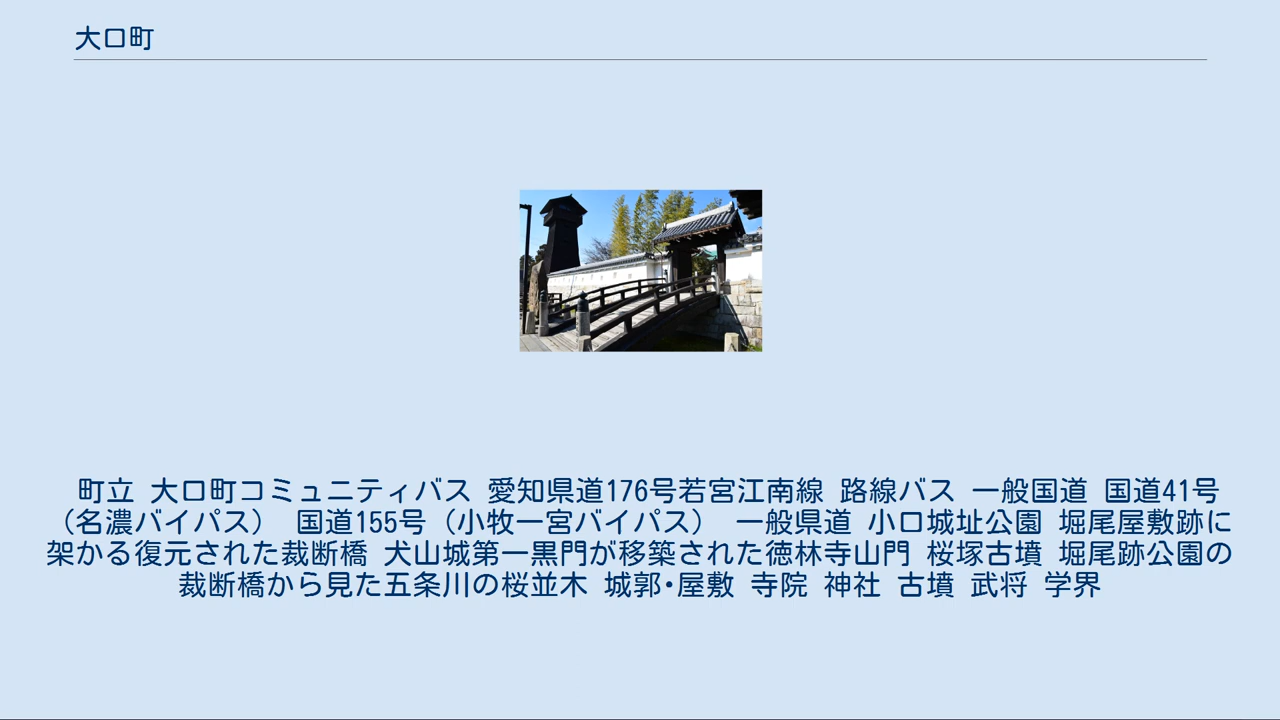 大口町
町立 大口町コミュニティバス 愛知県道176号若宮江南線 路線バス 一般国道 国道41号
（名濃バイパス） 国道155号（小牧一宮バイパス） 一般県道 小口城址公園 堀尾屋敷跡に
架かる復元された裁断橋 犬山城第一黒門が移築された徳林寺山門 桜塚古墳 堀尾跡公園の
裁断橋から見た五条川の桜並木 城郭・屋敷 寺院 神社 古墳 武将 学界